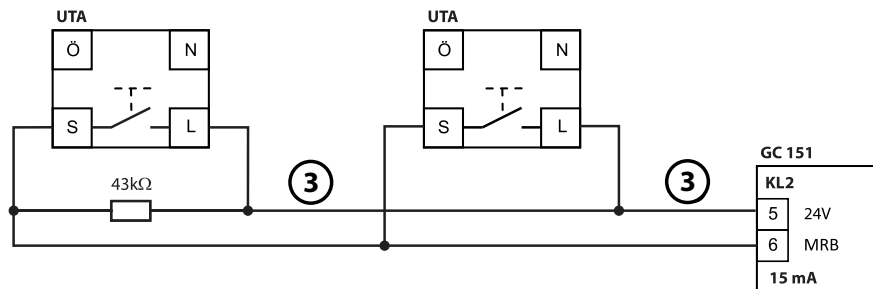 UTA
Ö N
S L
43kΩ
3
UTA
Ö N
S L
3
GC 151
KL2
5 24V
6 MRB
15 mA